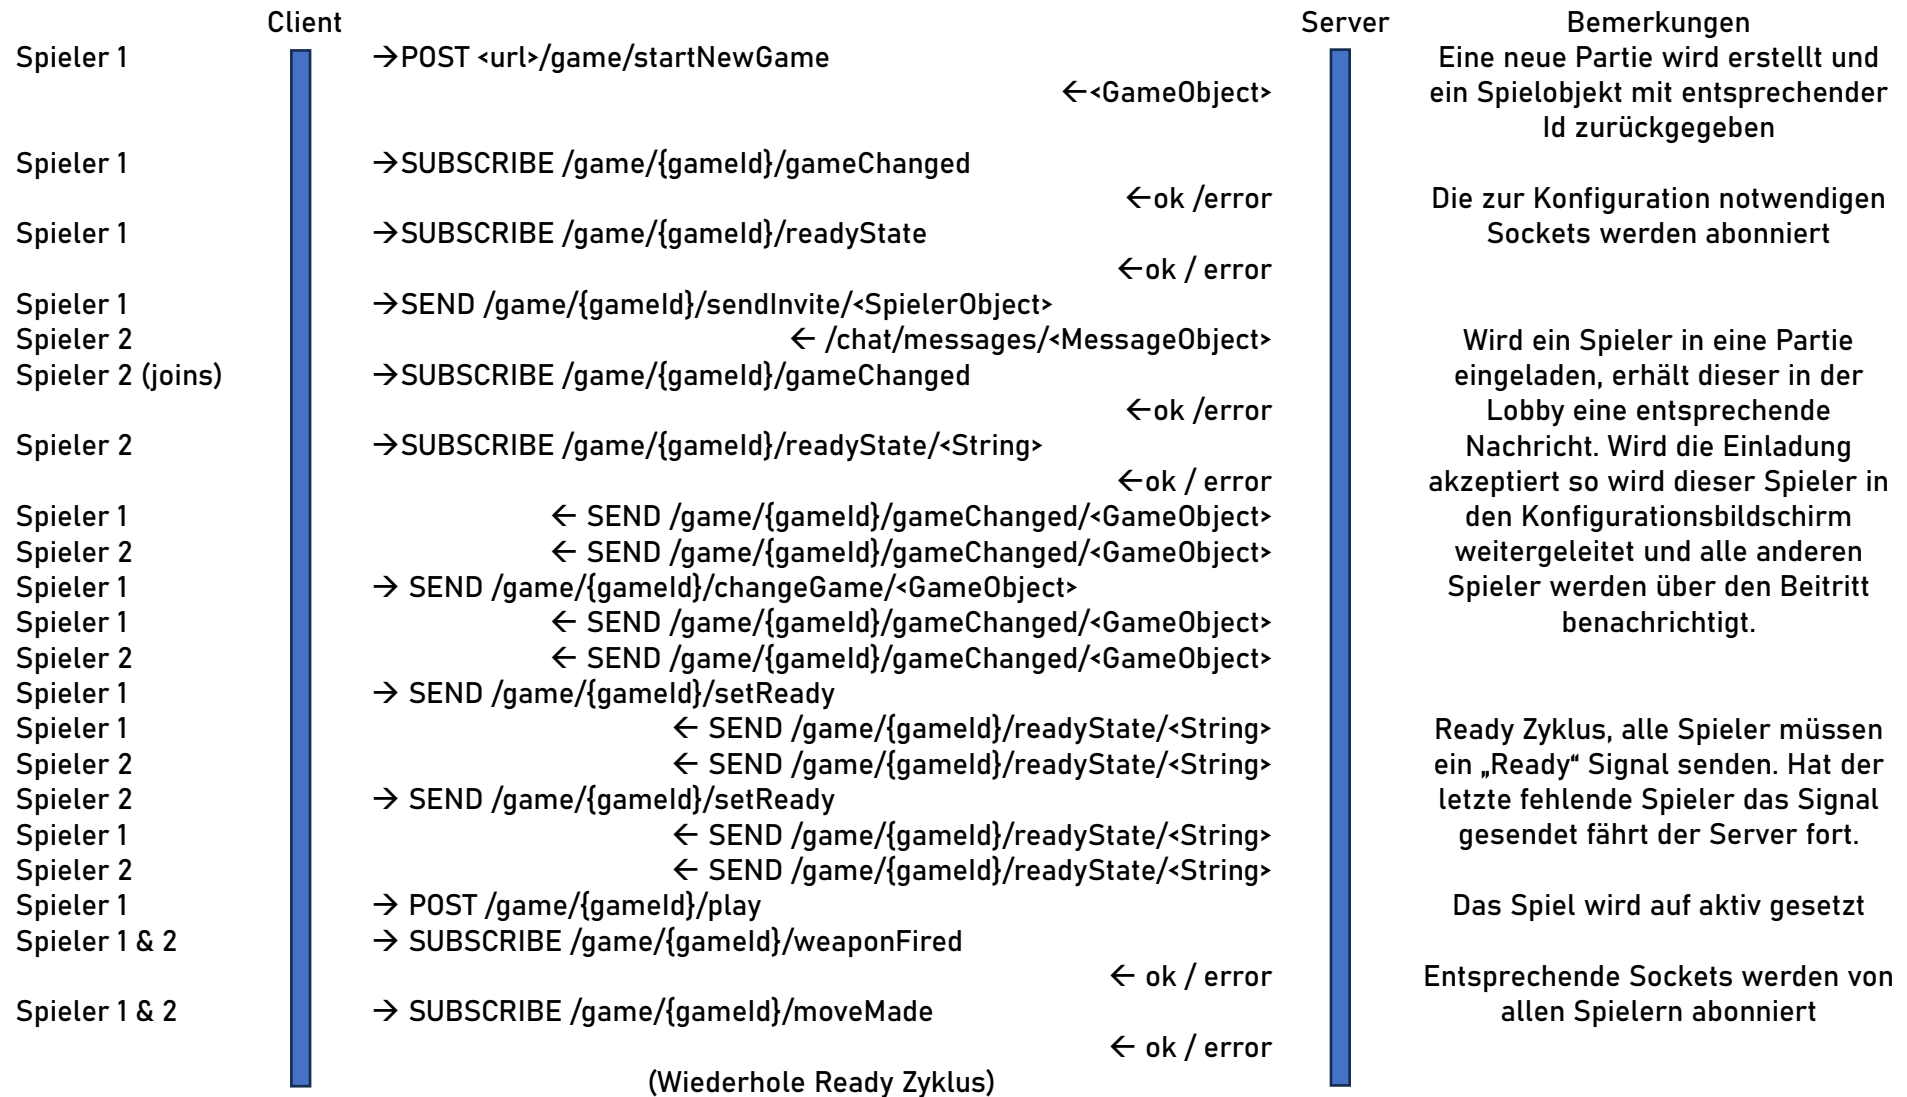 Client Server Bemerkungen
Spieler 1 →POST <url>/game/startNewGame Eine neue Partie wird erstellt und
←<GameObject> ein Spielobjekt mit entsprechender
Id zurückgegeben
Spieler 1 →SUBSCRIBE /game/{gameId}/gameChanged
←ok /error Die zur Konfiguration notwendigen
Spieler 1 →SUBSCRIBE /game/{gameId}/readyState Sockets werden abonniert
←ok / error
Spieler 1 →SEND /game/{gameId}/sendInvite/<SpielerObject>
Spieler 2 ← /chat/messages/<MessageObject> Wird ein Spieler in eine Partie
Spieler 2 (joins) →SUBSCRIBE /game/{gameId}/gameChanged eingeladen, erhält dieser in der
←ok /error Lobby eine entsprechende
Spieler 2 →SUBSCRIBE /game/{gameId}/readyState/<String> Nachricht. Wird die Einladung
←ok / error akzeptiert so wird dieser Spieler in
Spieler 1 ← SEND /game/{gameId}/gameChanged/<GameObject> den Konfigurationsbildschirm
Spieler 2 ← SEND /game/{gameId}/gameChanged/<GameObject> weitergeleitet und alle anderen
Spieler 1 → SEND /game/{gameId}/changeGame/<GameObject> Spieler werden über den Beitritt
Spieler 1 ← SEND /game/{gameId}/gameChanged/<GameObject> benachrichtigt.
Spieler 2 ← SEND /game/{gameId}/gameChanged/<GameObject>
Spieler 1 → SEND /game/{gameId}/setReady
Spieler 1 ← SEND /game/{gameId}/readyState/<String> Ready Zyklus, alle Spieler müssen
Spieler 2 ← SEND /game/{gameId}/readyState/<String> ein „Ready“ Signal senden. Hat der
Spieler 2 → SEND /game/{gameId}/setReady letzte fehlende Spieler das Signal
Spieler 1 ← SEND /game/{gameId}/readyState/<String> gesendet fährt der Server fort.
Spieler 2 ← SEND /game/{gameId}/readyState/<String>
Spieler 1 → POST /game/{gameId}/play Das Spiel wird auf aktiv gesetzt
Spieler 1 & 2 → SUBSCRIBE /game/{gameId}/weaponFired
← ok / error Entsprechende Sockets werden von
Spieler 1 & 2 → SUBSCRIBE /game/{gameId}/moveMade allen Spielern abonniert
← ok / error
(Wiederhole Ready Zyklus)